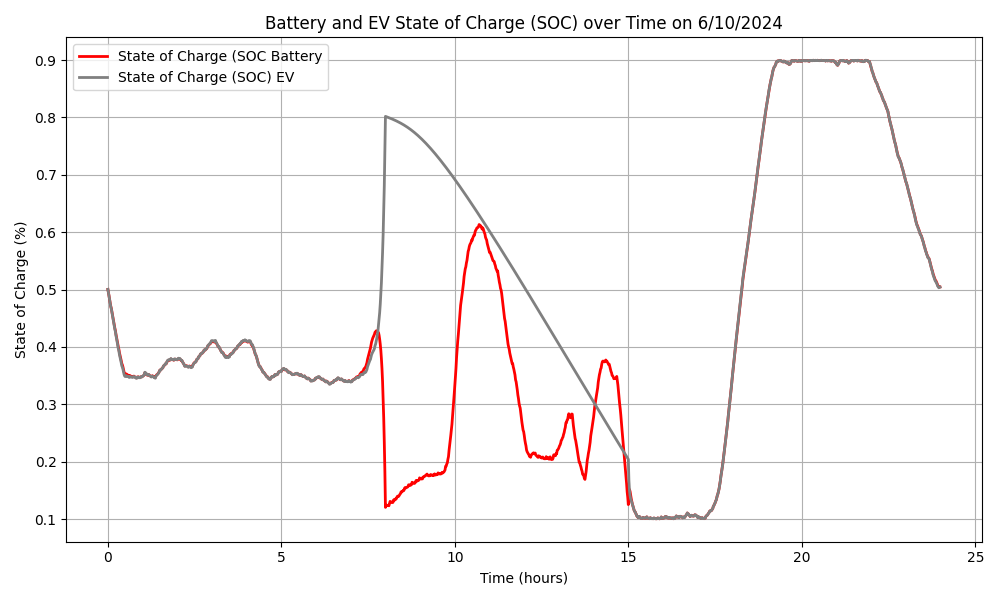 Battery and EV State of Charge (SOC) over Time on 6/10/2024
State of Charge (SOC Battery
State of Charge (SOC) EV
State of Charge (%)
0.9
0.8
0.7
0.6
0.5
0.4
0.3
0.2
0.1
0 5 10 15 20 25
Time (hours)